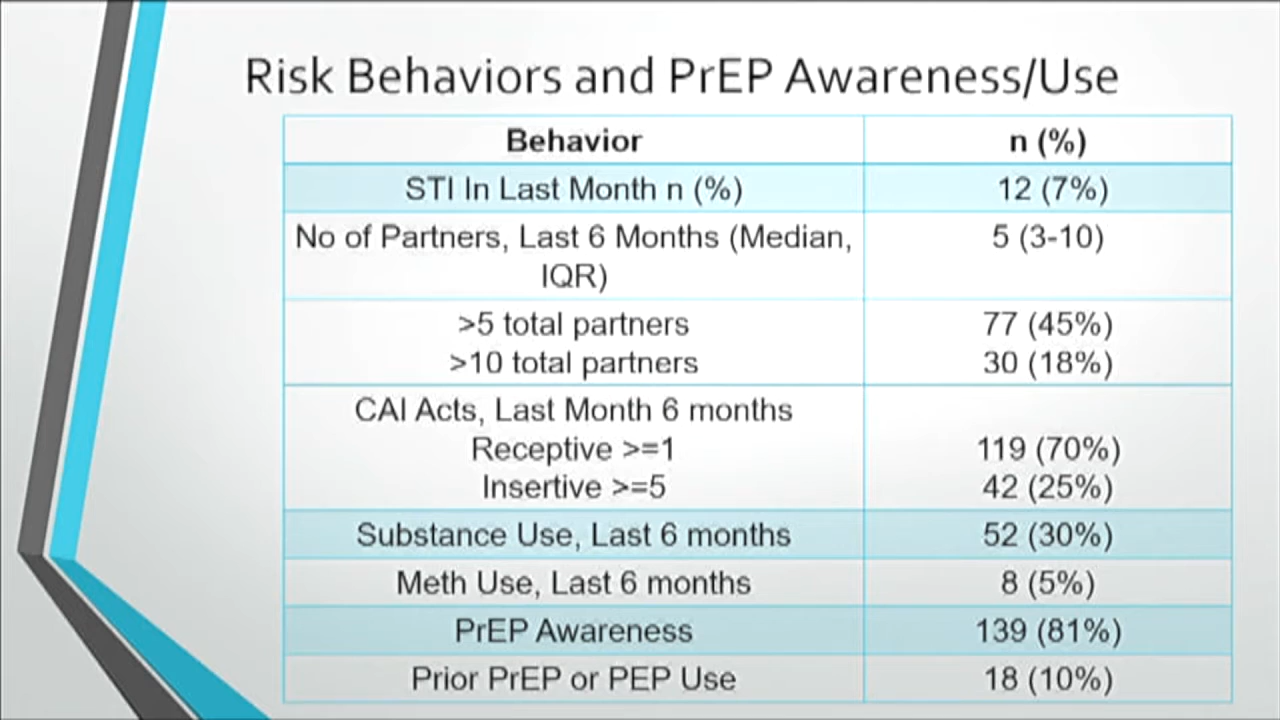 Risk Behaviors and PrEP Awareness/Use
Behavior n (%)
STI In Last Month n (%) 12 (7%)
No of Partners, Last 6 Months (Median, 5 (3-10)
IQR)
>5 total partners 77 (45%)
>10 total partners 30 (18%)
CAI Acts, Last Month 6 months
Receptive >=1 119 (70%)
Insertive >=5 42 (25%)
Substance Use, Last 6 months 52 (30%)
Meth Use, Last 6 months 8 (5%)
PrEP Awareness 139 (81%)
Prior PrEP or PEP Use 18 (10%)